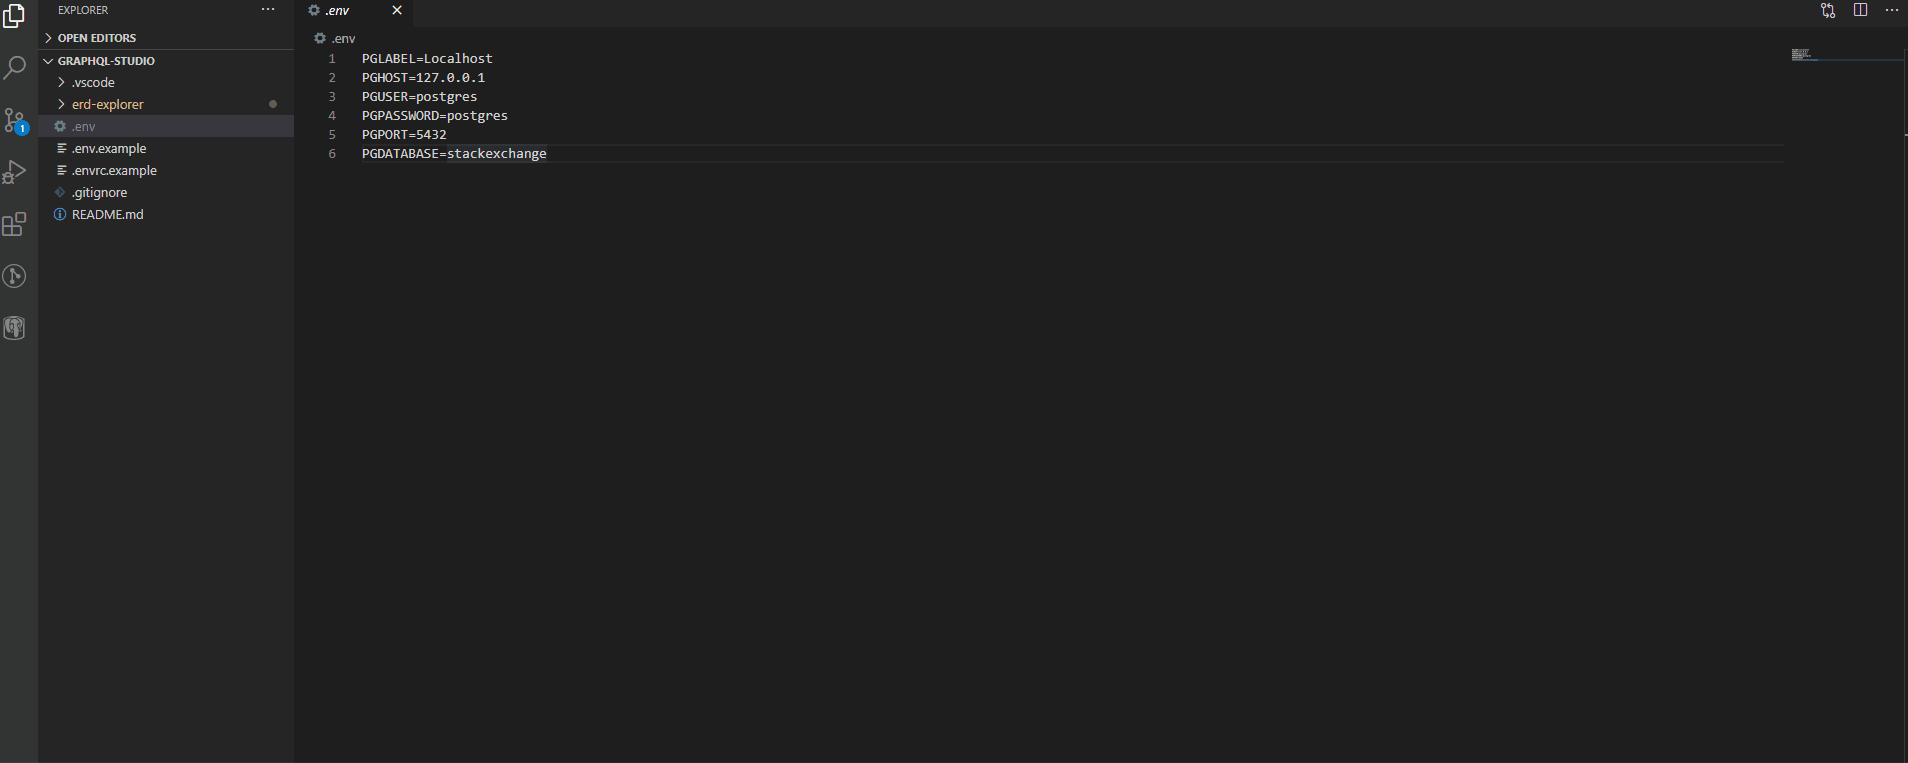 EXPLORER
OPEN EDITORS
GRAPHQL-STUDIO
.vscode
erd-explorer
.env
.env.example
.envrc.example
.gitignore
README.md
1
.env
.env
1 PGLABEL=Localhost
2 PGHOST=127.0.0.1
3 PGUSER=postgres
4 PGPASSWORD=postgres
5 PGPORT=5432
6 PGDATABASE=stackexchange